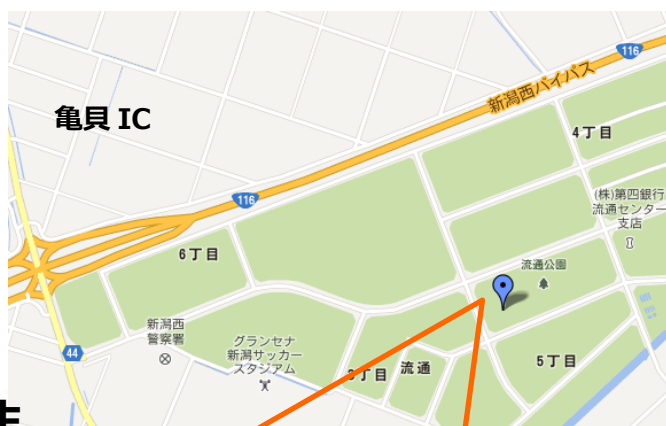 116
新潟西バイパス
亀貝 IC
4丁目
(株)第四銀行
流通センター
支店
116
6丁目
流通公園
新潟西
警察署
グランセナ
新潟サッカー
スタジアム
44
3丁目
流通
5丁目